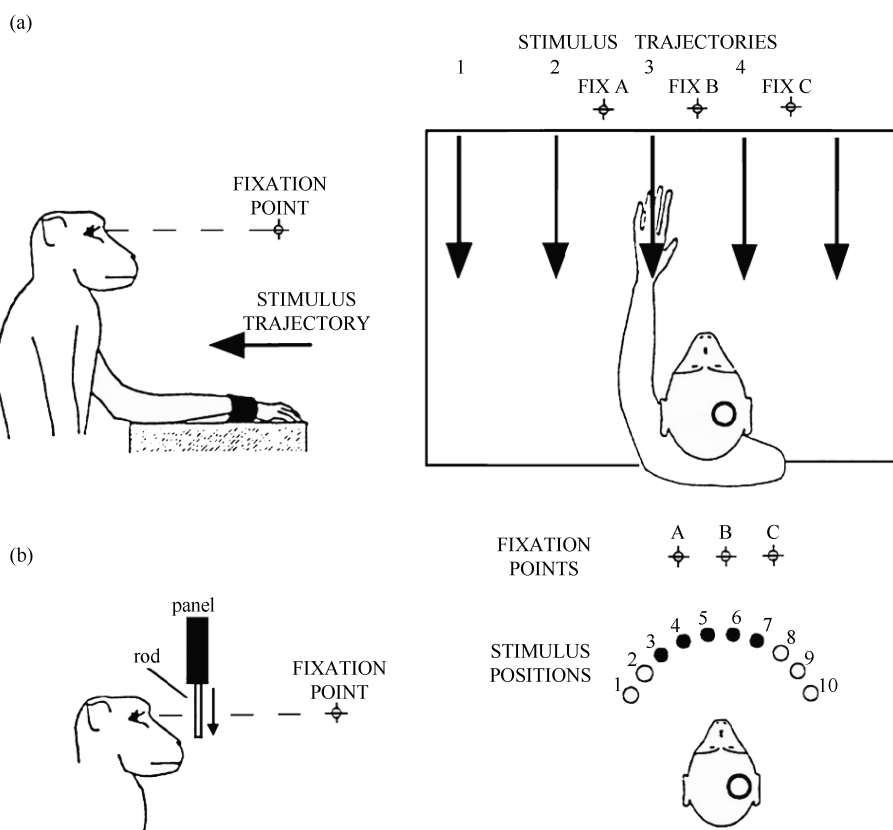 (a)
STIMULUS TRAJECTORIES
1 2 3 4
FIX A FIX B FIX C
FIXATION
POINT
STIMULUS
TRAJECTORY
(b)
FIXATION
POINTS
A B C
panel
rod
FIXATION
POINT
STIMULUS
POSITIONS
1 2 3 4 5 6 7 8 9 10